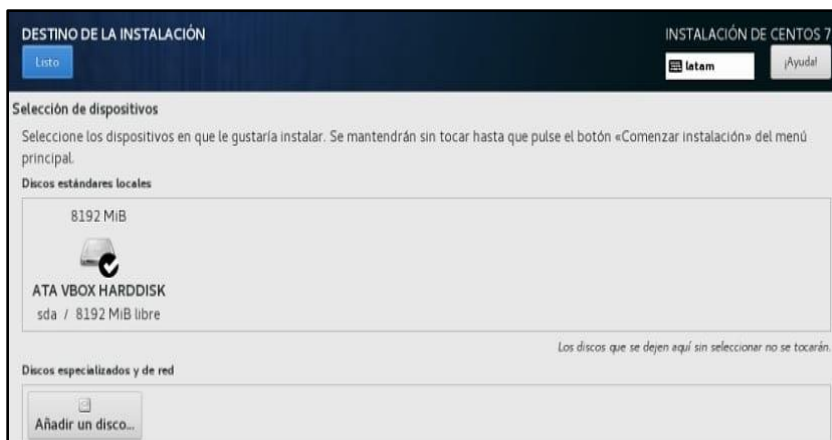 DESTINO DE LA INSTALACIÓN
INSTALACIÓN DE CENTOS 7
Listo
latam
¡Ayuda!
Selección de dispositivos
Seleccione los dispositivos en que le gustaría instalar. Se mantendrán sin tocar hasta que pulse el botón «Comenzar instalación» del menú
principal.
Discos estándares locales
8192 MiB
ATA VBOX HARDDISK
sda / 8192 MiB libre
Los discos que se dejen aquí sin seleccionar no se tocarán.
Discos especializados y de red
Añadir un disco...